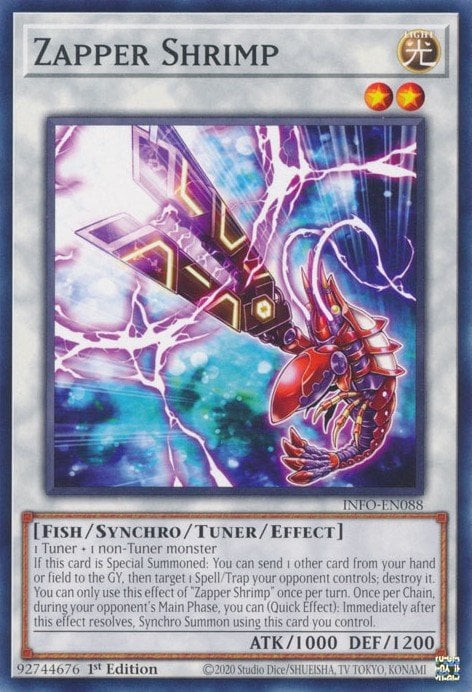 ZAPPER SHRIMP
LIGHT
光
INFO-EN088
[FISH/SYNCHRO/TUNER/EFFECT]
1 Tuner + 1 non-Tuner monster
If this card is Special Summoned: You can send 1 other card from your hand
or field to the GY, then target 1 Spell/Trap your opponent controls; destroy it.
You can only use this effect of "Zapper Shrimp" once per turn. Once per Chain,
during your opponent's Main Phase, you can (Quick Effect): Immediately after
this effect resolves, Synchro Summon using this card you control.
ATK/1000 DEF/1200
92744676 1st Edition ©2020 Studio Dice/SHUEISHA, TV TOKYO, KONAMI